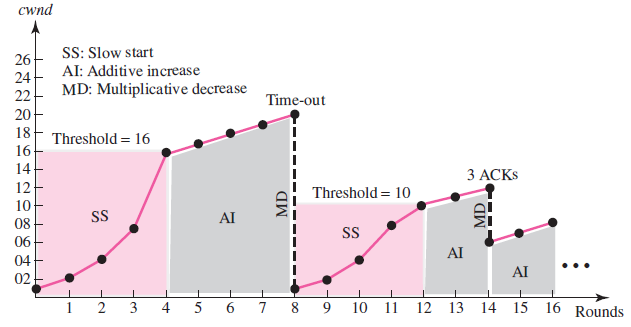 cwnd
26
24
22
20
18
16
14
12
10
08
06
04
02
SS: Slow start
AI: Additive increase
MD: Multiplicative decrease
Time-out
Threshold = 16
3 ACKs
Threshold = 10
SS
AI
MD
SS
AI
MD
AI
1 2 3 4 5 6 7 8 9 10 11 12 13 14 15 16
Rounds